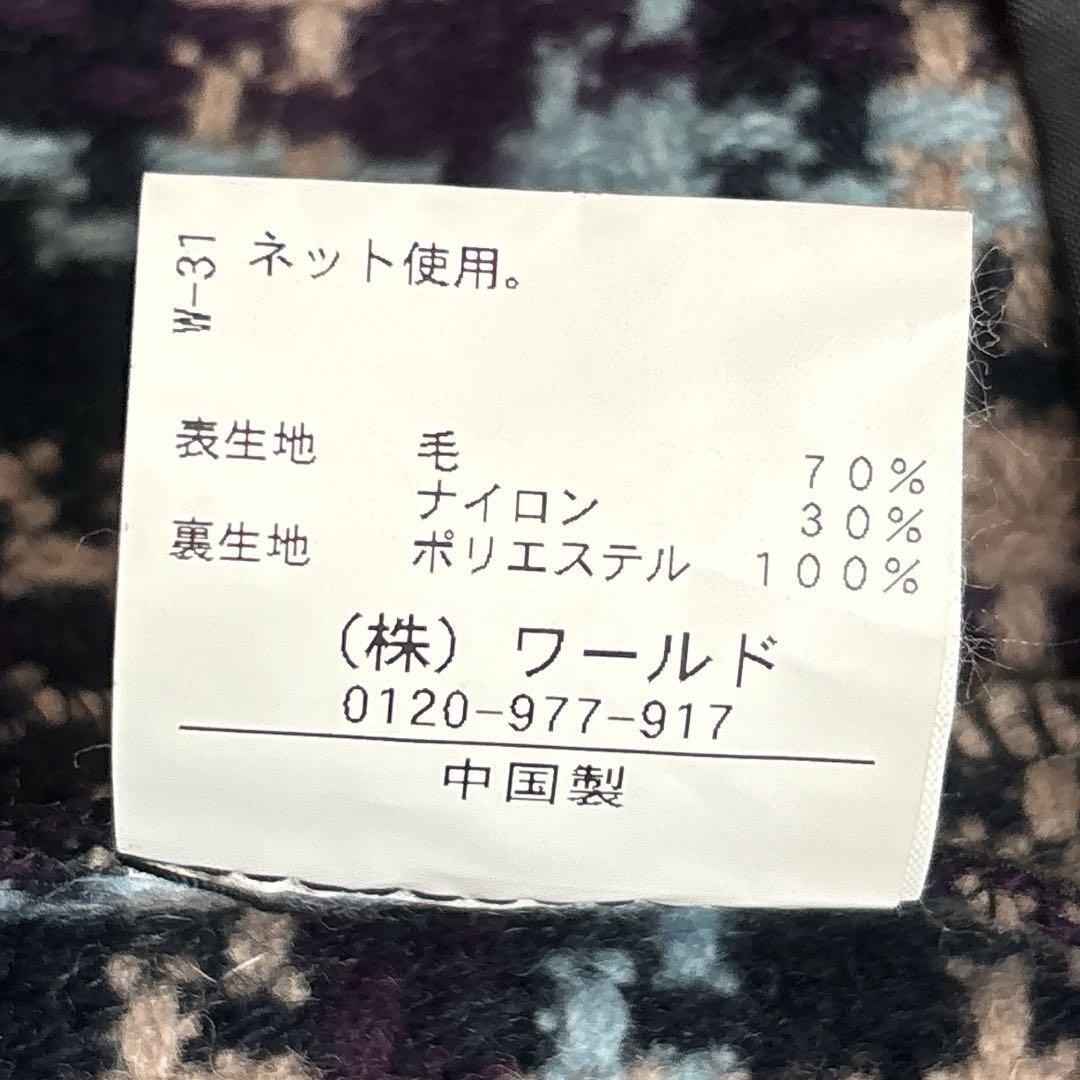 W-31
ネット使用。
表生地 毛 70%
ナイロン 30%
裏生地 ポリエステル 100%
(株) ワールド
0120-977-917
中国製